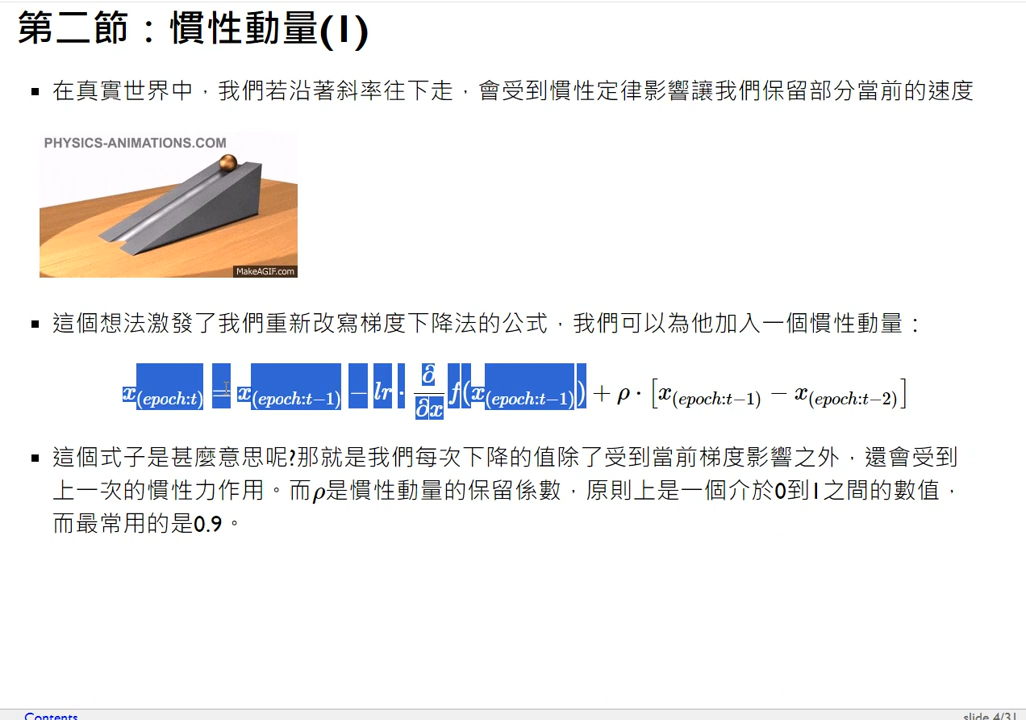 第二節：慣性動量(1)
在真實世界中，我們若沿著斜率往下走，會受到慣性定律影響讓我們保留部分當前的速度
PHYSICS-ANIMATIONS.COM
MakeAGIF.com
這個想法激發了我們重新改寫梯度下降法的公式，我們可以為他加入一個慣性動量：
x_{(epoch:t)} = x_{(epoch:t−1)} − lr · ∂/∂x f(x_{(epoch:t−1)}) + ρ · [x_{(epoch:t−1)} − x_{(epoch:t−2)}]
這個式子是甚麼意思呢?那就是我們每次下降的值除了受到當前梯度影響之外，還會受到
上一次的慣性力作用。而ρ是慣性動量的保留係數，原則上是一個介於0到1之間的數值，
而最常用的是0.9。
Contents
slide 4/31